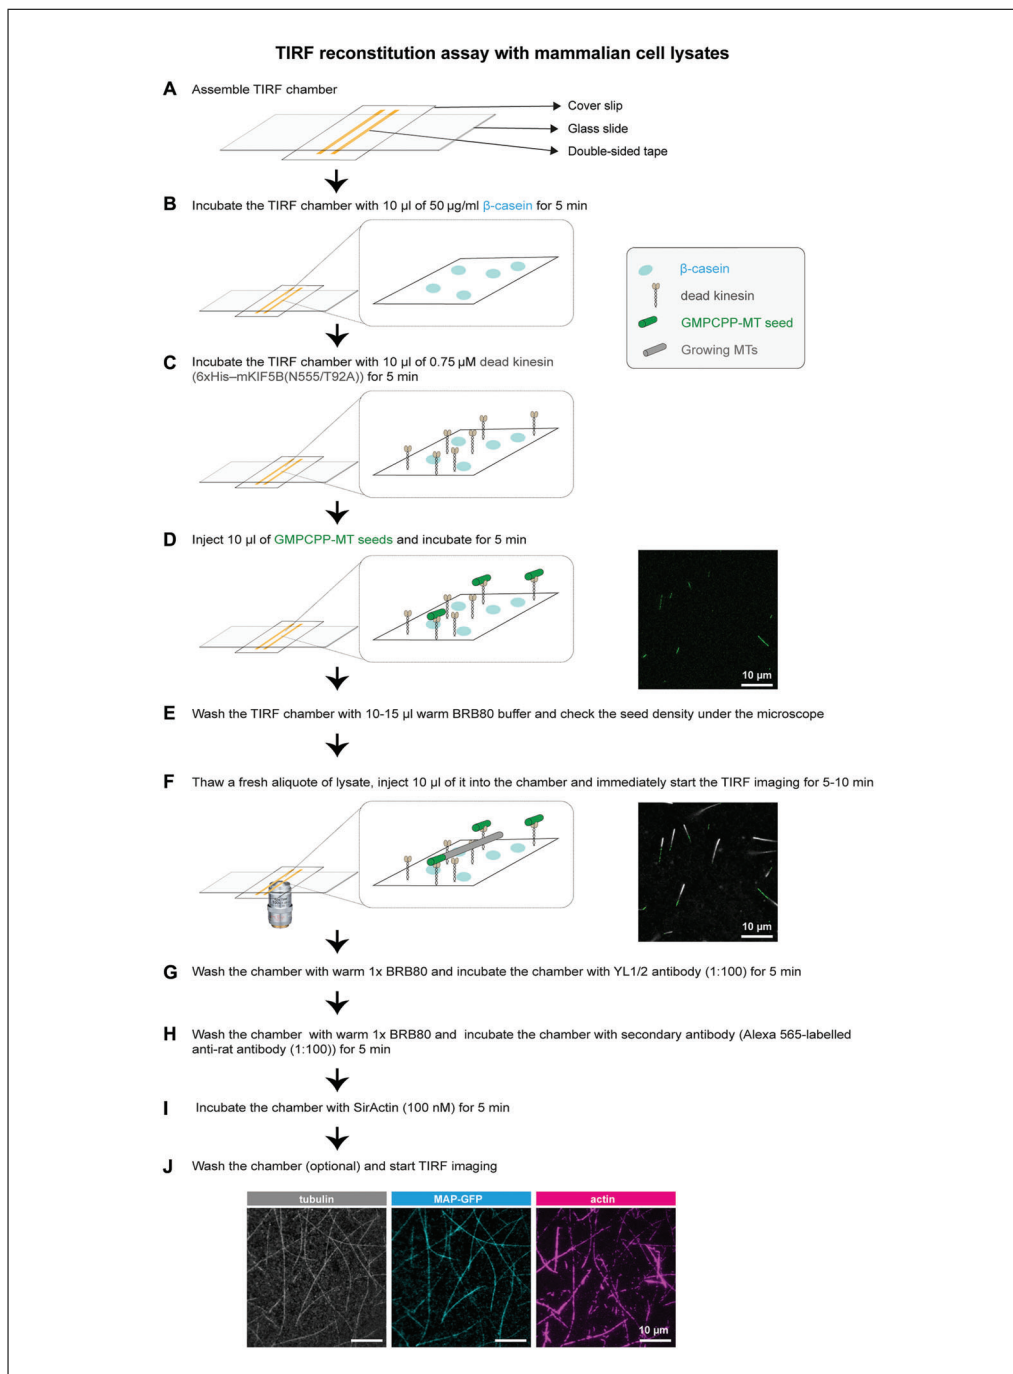 TIRF reconstitution assay with mammalian cell lysates
A Assemble TIRF chamber
Cover slip
Glass slide
Double-sided tape
B Incubate the TIRF chamber with 10 µl of 50 µg/ml β-casein for 5 min
β-casein
dead kinesin
GMPCPP-MT seed
Growing MTs
C Incubate the TIRF chamber with 10 µl of 0.75 µM dead kinesin
(6xHis–mKIF5B(N555/T92A)) for 5 min
D Inject 10 µl of GMPCPP-MT seeds and incubate for 5 min
10 µm
E Wash the TIRF chamber with 10-15 µl warm BRB80 buffer and check the seed density under the microscope
F Thaw a fresh aliquote of lysate, inject 10 µl of it into the chamber and immediately start the TIRF imaging for 5-10 min
10 µm
G Wash the chamber with warm 1x BRB80 and incubate the chamber with YL1/2 antibody (1:100) for 5 min
H Wash the chamber with warm 1x BRB80 and incubate the chamber with secondary antibody (Alexa 565-labelled
anti-rat antibody (1:100)) for 5 min
I Incubate the chamber with SirActin (100 nM) for 5 min
J Wash the chamber (optional) and start TIRF imaging
tubulin MAP-GFP actin
10 µm